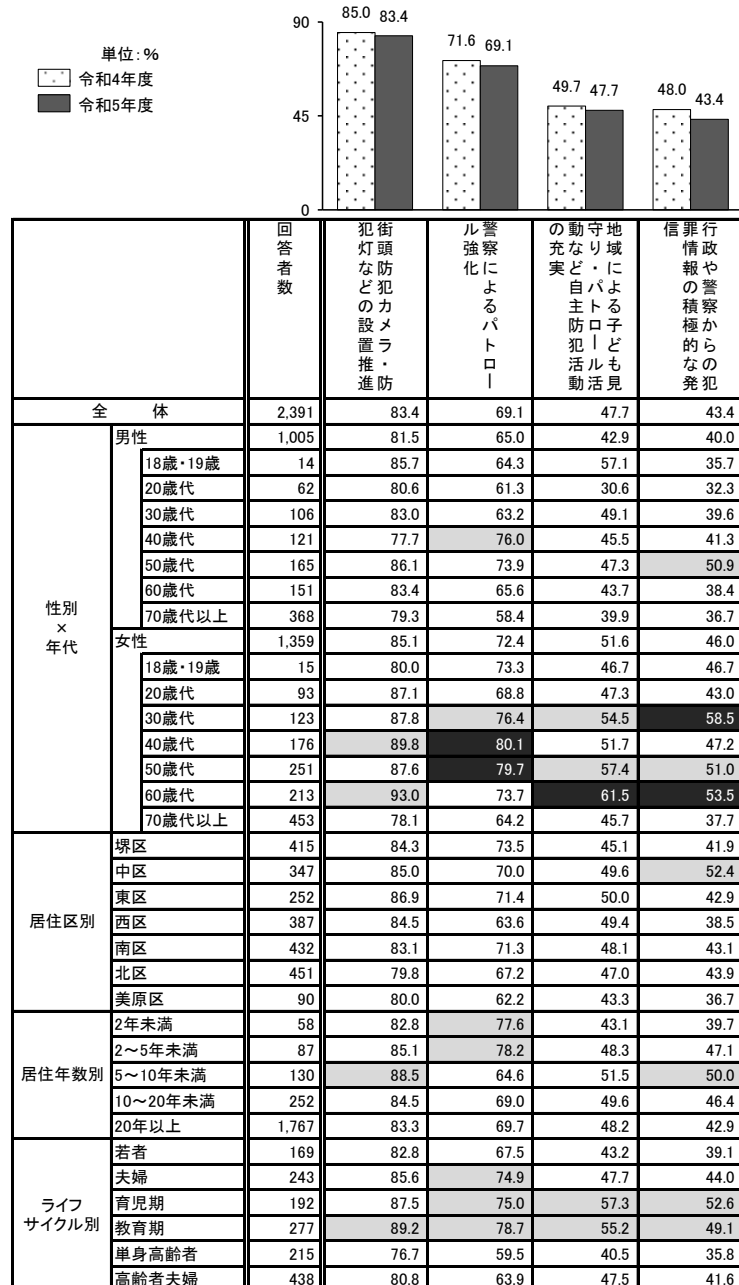 単位:%
令和4年度
令和5年度
90
45
0
85.0 83.4
71.6 69.1
49.7 47.7
48.0 43.4
回答者数
街頭防犯カメラ・防
犯灯などの設置推進
警察によるパトロー
ル強化
地域による子ども見
守り・パトロール活
動など自主防犯活動
の充実
行政や警察からの犯
罪情報の積極的な発
信
全 体 2,391 83.4 69.1 47.7 43.4
性別
×
年代
男性 1,005 81.5 65.0 42.9 40.0
18歳・19歳 14 85.7 64.3 57.1 35.7
20歳代 62 80.6 61.3 30.6 32.3
30歳代 106 83.0 63.2 49.1 39.6
40歳代 121 77.7 76.0 45.5 41.3
50歳代 165 86.1 73.9 47.3 50.9
60歳代 151 83.4 65.6 43.7 38.4
70歳代以上 368 79.3 58.4 39.9 36.7
女性 1,359 85.1 72.4 51.6 46.0
18歳・19歳 15 80.0 73.3 46.7 46.7
20歳代 93 87.1 68.8 47.3 43.0
30歳代 123 87.8 76.4 54.5 58.5
40歳代 176 89.8 80.1 51.7 47.2
50歳代 251 87.6 79.7 57.4 51.0
60歳代 213 93.0 73.7 61.5 53.5
70歳代以上 453 78.1 64.2 45.7 37.7
居住区別
堺区 415 84.3 73.5 45.1 41.9
中区 347 85.0 70.0 49.6 52.4
東区 252 86.9 71.4 50.0 42.9
西区 387 84.5 63.6 49.4 38.5
南区 432 83.1 71.3 48.1 43.1
北区 451 79.8 67.2 47.0 43.9
美原区 90 80.0 62.2 43.3 36.7
居住年数別
2年未満 58 82.8 77.6 43.1 39.7
2～5年未満 87 85.1 78.2 48.3 47.1
5～10年未満 130 88.5 64.6 51.5 50.0
10～20年未満 252 84.5 69.0 49.6 46.4
20年以上 1,767 83.3 69.7 48.2 42.9
ライフ
サイクル別
若者 169 82.8 67.5 43.2 39.1
夫婦 243 85.6 74.9 47.7 44.0
育児期 192 87.5 75.0 57.3 52.6
教育期 277 89.2 78.7 55.2 49.1
単身高齢者 215 76.7 59.5 40.5 35.8
高齢者夫婦 438 80.8 63.9 47.5 41.6